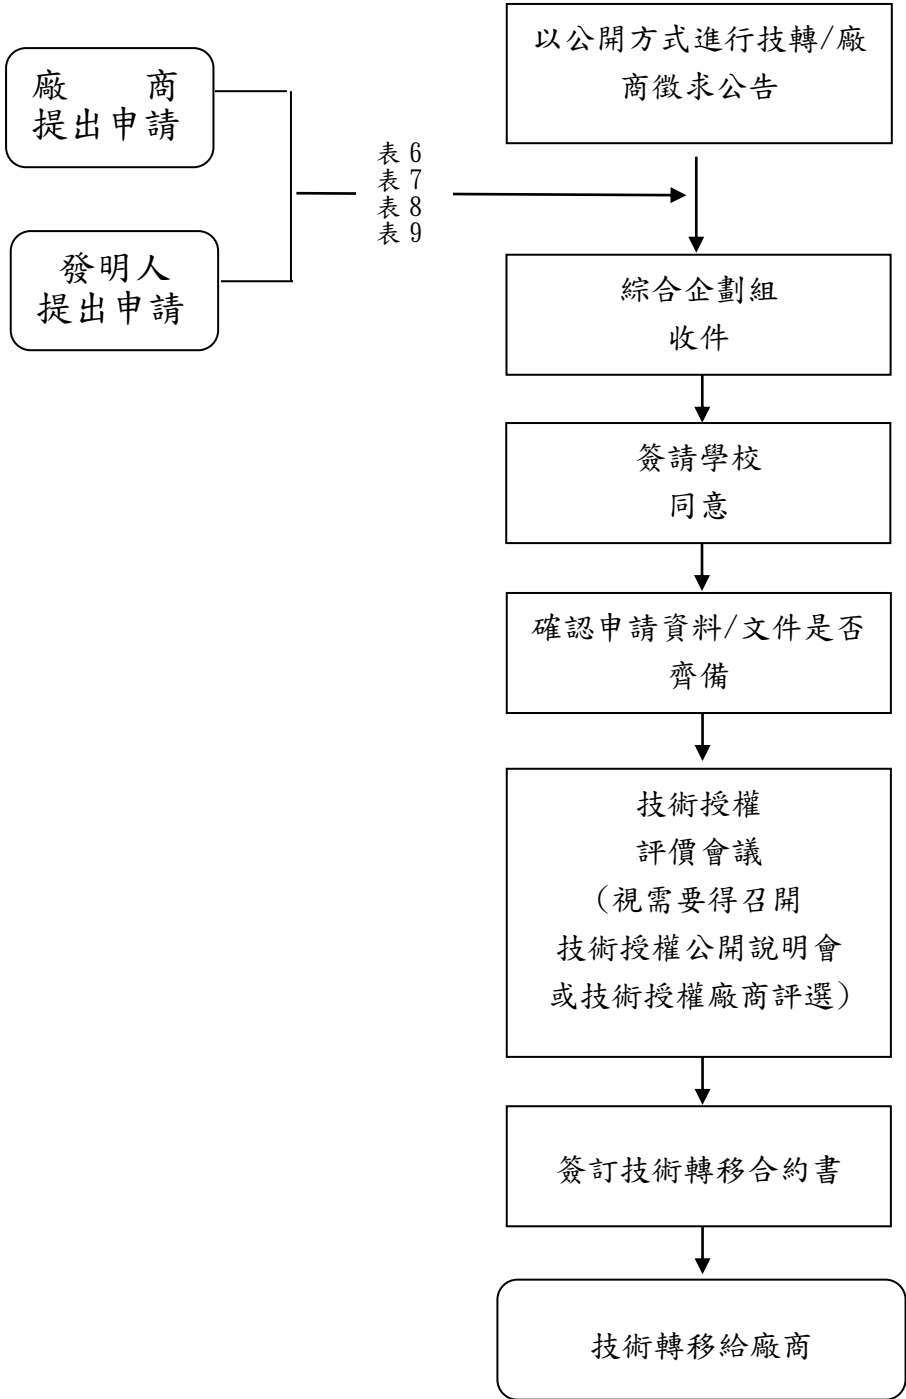 以公開方式進行技轉/廠
商徵求公告
廠 商
提出申請
表 6
表 7
表 8
表 9
發明人
提出申請
綜合企劃組
收件
簽請學校
同意
確認申請資料/文件是否
齊備
技術授權
評價會議
（視需要得召開
技術授權公開說明會
或技術授權廠商評選）
簽訂技術轉移合約書
技術轉移給廠商